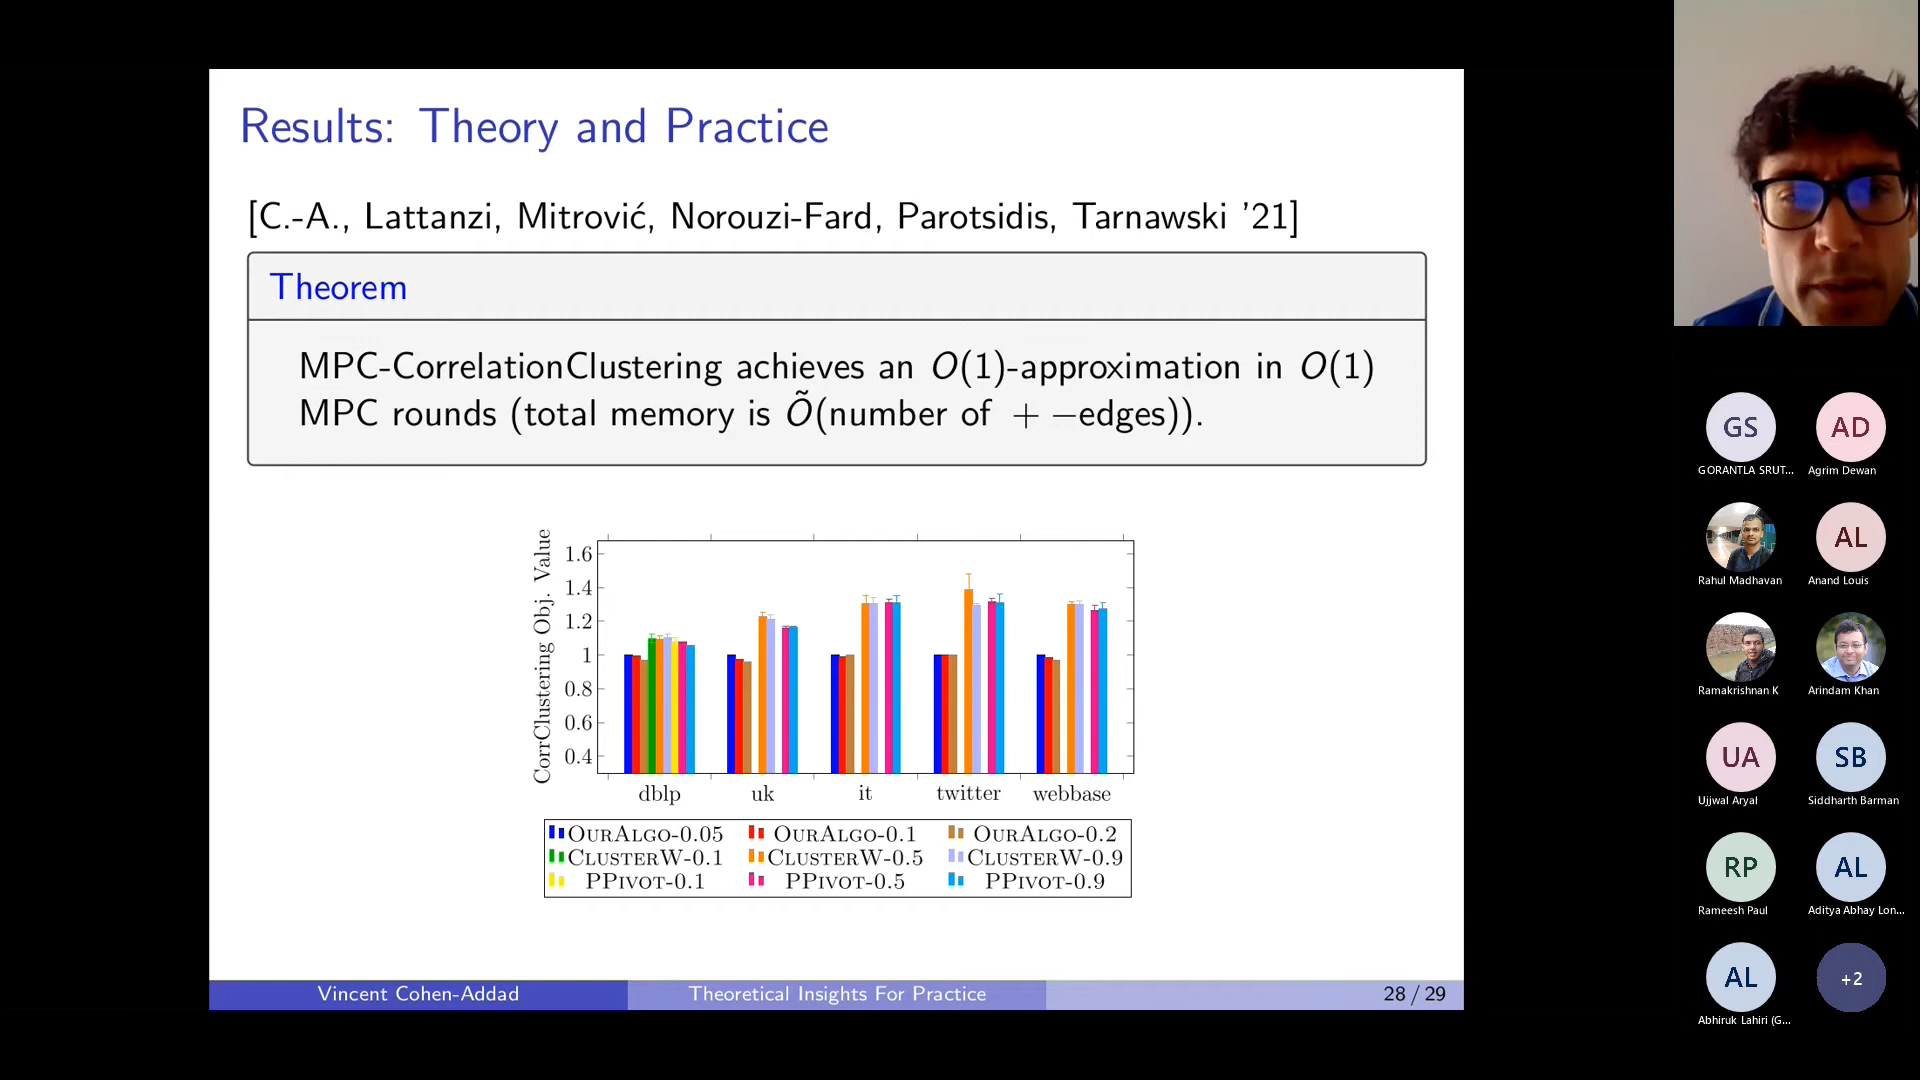 Results: Theory and Practice
[C.-A., Lattanzi, Mitrović, Norouzi-Fard, Parotsidis, Tarnawski '21]
Theorem
MPC-CorrelationClustering achieves an O(1)-approximation in O(1)
MPC rounds (total memory is Õ(number of + −edges)).
CorrClustering Obj. Value
1.6
1.4
1.2
1
0.8
0.6
0.4
dblp uk it twitter webbase
OurAlgo-0.05 OurAlgo-0.1 OurAlgo-0.2
ClusterW-0.1 ClusterW-0.5 ClusterW-0.9
PPivot-0.1 PPivot-0.5 PPivot-0.9
Vincent Cohen-Addad Theoretical Insights For Practice 28 / 29
GS AD
GORANTLA SRUT... Agrim Dewan
AL
Rahul Madhavan Anand Louis
Ramakrishnan K Arindam Khan
UA SB
Ujjwal Aryal Siddharth Barman
RP AL
Rameesh Paul Aditya Abhay Lon...
AL +2
Abhiruk Lahiri (G...